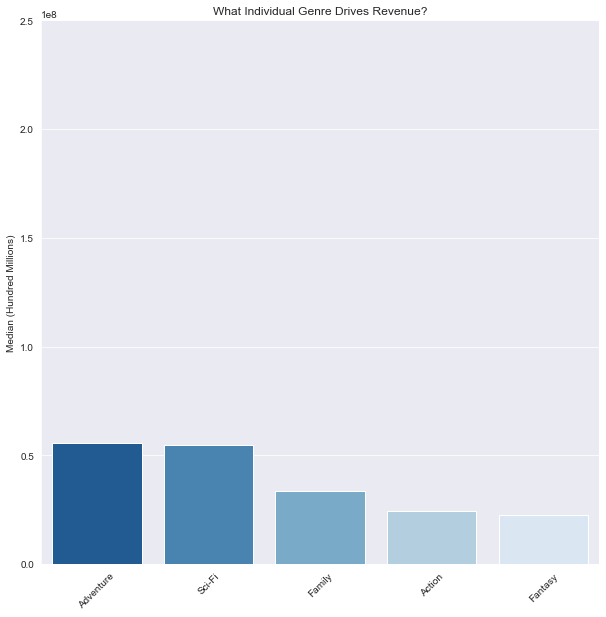 What Individual Genre Drives Revenue?
1e8
2.5
2.0
1.5
1.0
0.5
0.0
Median (Hundred Millions)
Adventure
Sci-Fi
Family
Action
Fantasy